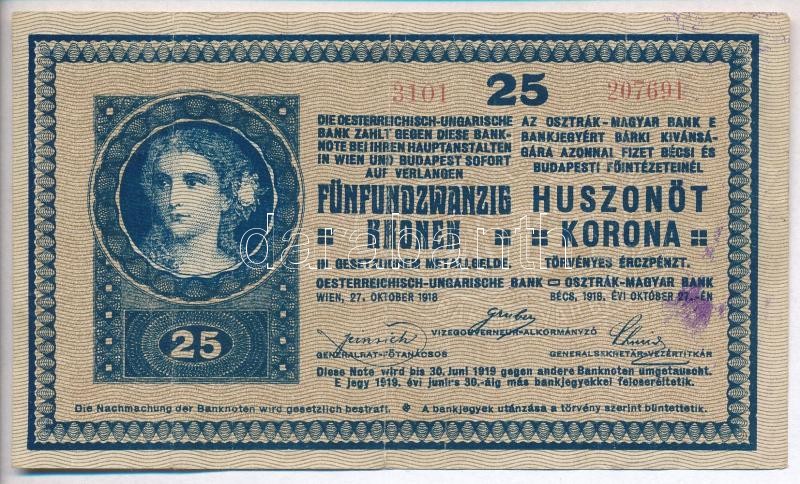 3101 25 207691
DIE OESTERREICHISCH-UNGARISCHE
BANK ZAHLT GEGEN DIESE BANK-
NOTE BEI IHREN HAUPTANSTALTEN
IN WIEN UND BUDAPEST SOFORT
AUF VERLANGEN
FÜNFUNDZWANZIG
KRONEN
IN GESETZLICHEM METALLGELDE.
OESTERREICHISCH-UNGARISCHE BANK
WIEN, 27. OKTOBER 1918
AZ OSZTRÁK-MAGYAR BANK E
BANKJEGYÉRT BÁRKI KIVÁNSÁ-
GÁRA AZONNAL FIZET BÉCSI ÉS
BUDAPESTI FŐINTÉZETEINÉL
HUSZONÖT
KORONA
TÖRVÉNYES ÉRCZPÉNZT.
OSZTRÁK-MAGYAR BANK
BÉCS, 1918. ÉVI OKTOBER 27.-ÉN
darabanth
Gruber
VIZEGOUVERNEUR-ALKORMÁNYZÓ
GENERALRAT-FŐTANÁCSOS
GENERALSEKRETÄR-VEZÉRTITKÁR
25
Diese Note wird bis 30. Juni 1919 gegen andere Banknoten umgetauscht.
E jegy 1919. évi juni-s 30.-áig más bankjegyekkel felcseréltetik.
Die Nachmachung der Banknoten wird gesetzlich bestraft. A bankjegyek utánzása a törvény szerint büntettetik.